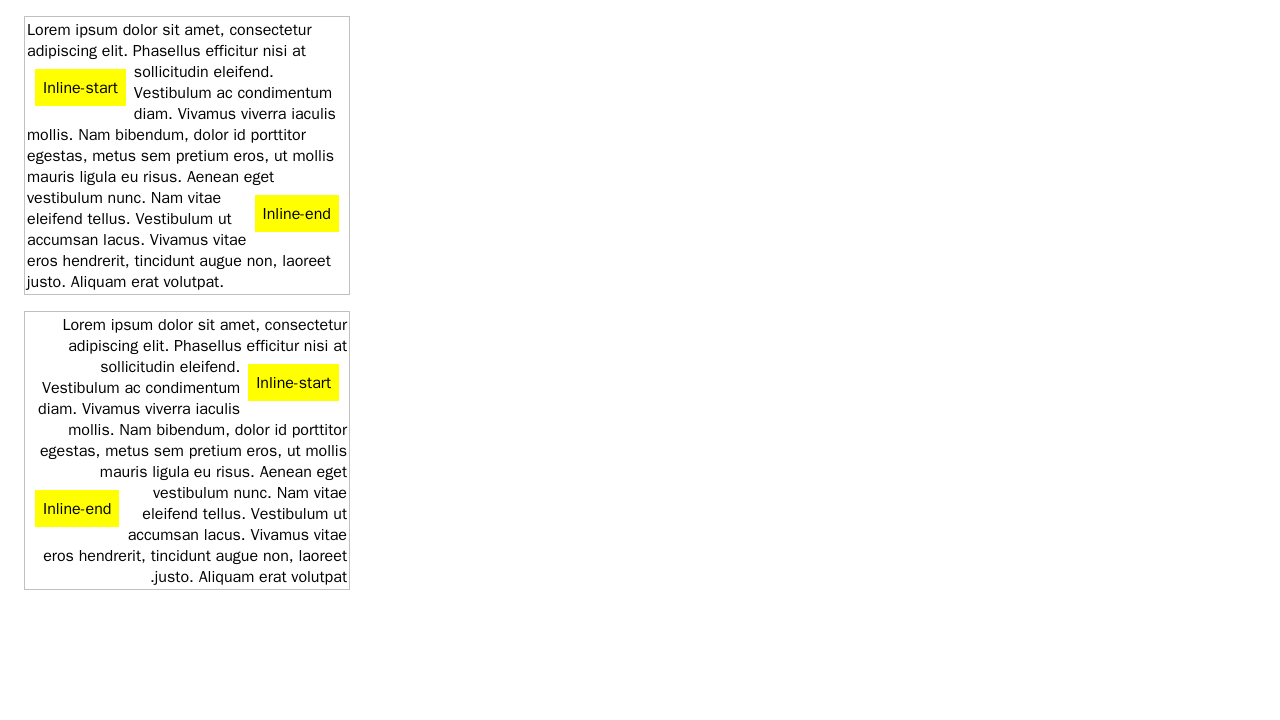 Lorem ipsum dolor sit amet, consectetur
adipiscing elit. Phasellus efficitur nisi at
sollicitudin eleifend.
Inline-start
Vestibulum ac condimentum
diam. Vivamus viverra iaculis
mollis. Nam bibendum, dolor id porttitor
egestas, metus sem pretium eros, ut mollis
mauris ligula eu risus. Aenean eget
vestibulum nunc. Nam vitae
Inline-end
eleifend tellus. Vestibulum ut
accumsan lacus. Vivamus vitae
eros hendrerit, tincidunt augue non, laoreet
justo. Aliquam erat volutpat.
Lorem ipsum dolor sit amet, consectetur
adipiscing elit. Phasellus efficitur nisi at
sollicitudin eleifend.
Inline-start
Vestibulum ac condimentum
diam. Vivamus viverra iaculis
mollis. Nam bibendum, dolor id porttitor
egestas, metus sem pretium eros, ut mollis
mauris ligula eu risus. Aenean eget
vestibulum nunc. Nam vitae
Inline-end
eleifend tellus. Vestibulum ut
accumsan lacus. Vivamus vitae
eros hendrerit, tincidunt augue non, laoreet
.justo. Aliquam erat volutpat